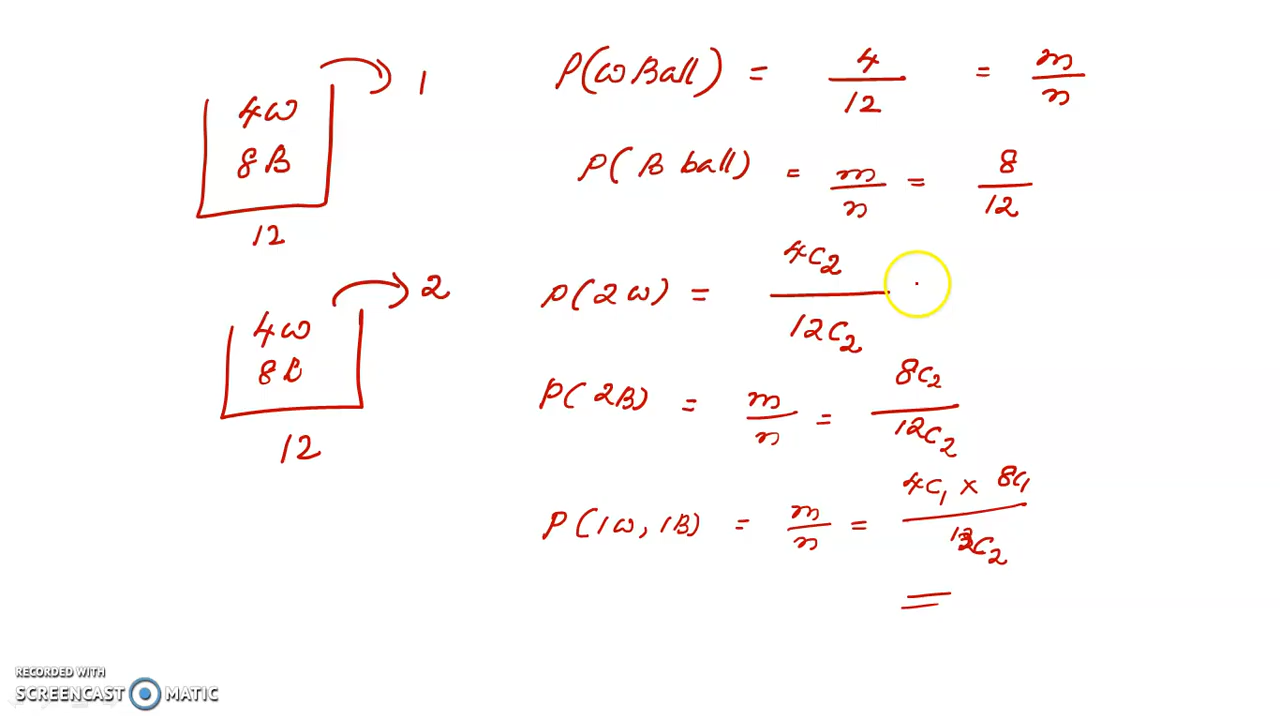 4W
8B
12
1
P(W Ball) = 4/12 = m/n
P(B ball) = m/n = 8/12
4W
8B
12
2
P(2W) = 4C2/12C2
P(2B) = m/n = 8C2/12C2
P(1W, 1B) = m/n = 4C1 × 8C1/12C2
=
RECORDED WITH
SCREENCAST MATIC